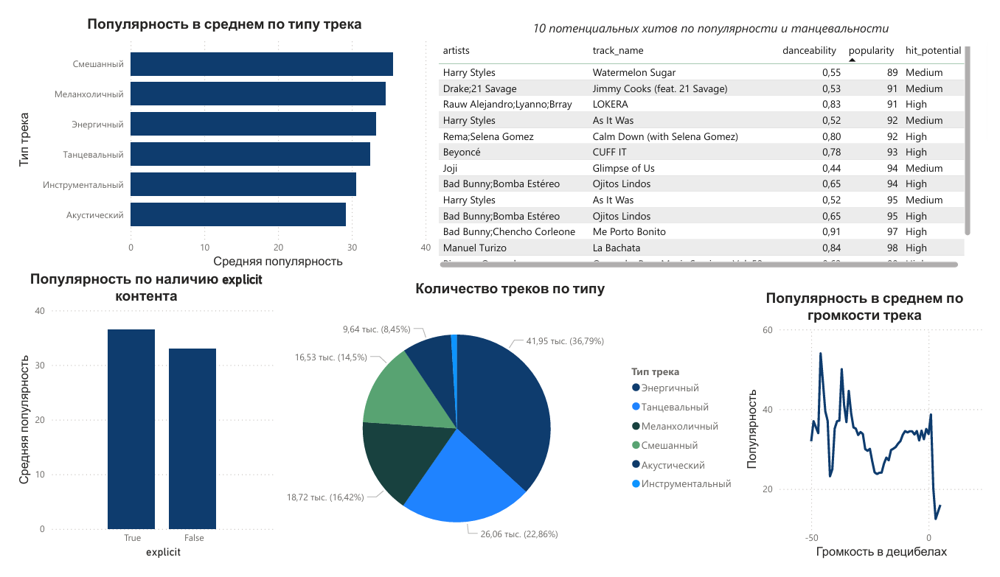 Популярность в среднем по типу трека
Тип трека
Смешанный
Меланхоличный
Энергичный
Танцевальный
Инструментальный
Акустический
0 10 20 30 40
Средняя популярность
10 потенциальных хитов по популярности и танцевальности
artists track_name danceability popularity hit_potential
Harry Styles Watermelon Sugar 0,55 89 Medium
Drake;21 Savage Jimmy Cooks (feat. 21 Savage) 0,53 91 Medium
Rauw Alejandro;Lyanno;Brray LOKERA 0,83 91 High
Harry Styles As It Was 0,52 92 Medium
Rema;Selena Gomez Calm Down (with Selena Gomez) 0,80 92 High
Beyoncé CUFF IT 0,78 93 High
Joji Glimpse of Us 0,44 94 Medium
Bad Bunny;Bomba Estéreo Ojitos Lindos 0,65 94 High
Harry Styles As It Was 0,52 95 Medium
Bad Bunny;Bomba Estéreo Ojitos Lindos 0,65 95 High
Bad Bunny;Chencho Corleone Me Porto Bonito 0,91 97 High
Manuel Turizo La Bachata 0,84 98 High
Популярность по наличию explicit
контента
Средняя популярность
40
30
20
10
0
True False
explicit
Количество треков по типу
9,64 тыс. (8,45%)
41,95 тыс. (36,79%)
16,53 тыс. (14,5%)
18,72 тыс. (16,42%)
26,06 тыс. (22,86%)
Тип трека
Энергичный
Танцевальный
Меланхоличный
Смешанный
Акустический
Инструментальный
Популярность в среднем по
громкости трека
Популярность
60
40
20
-50 0
Громкость в децибелах